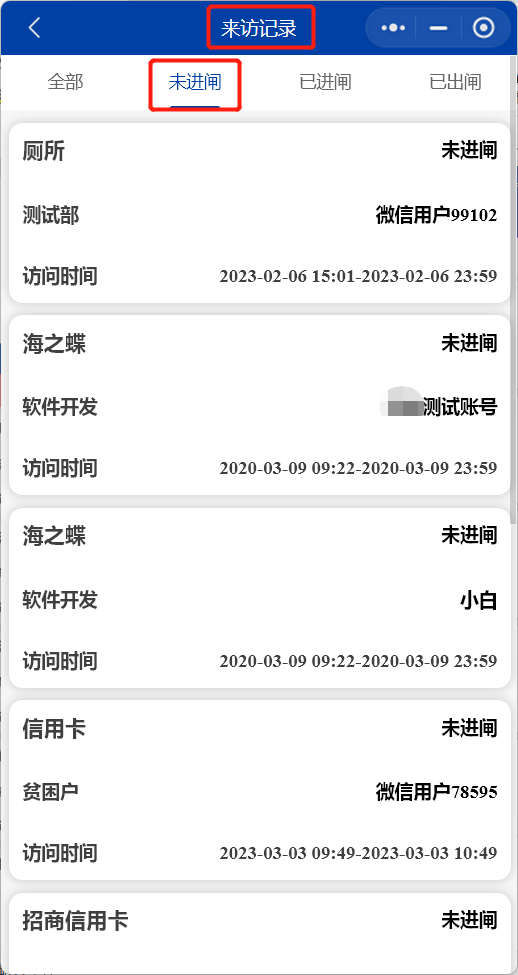 来访记录
全部 未进闸 已进闸 已出闸
厕所 未进闸
测试部 微信用户99102
访问时间 2023-02-06 15:01-2023-02-06 23:59
海之蝶 未进闸
软件开发 测试账号
访问时间 2020-03-09 09:22-2020-03-09 23:59
海之蝶 未进闸
软件开发 小白
访问时间 2020-03-09 09:22-2020-03-09 23:59
信用卡 未进闸
贫困户 微信用户78595
访问时间 2023-03-03 09:49-2023-03-03 10:49
招商信用卡 未进闸